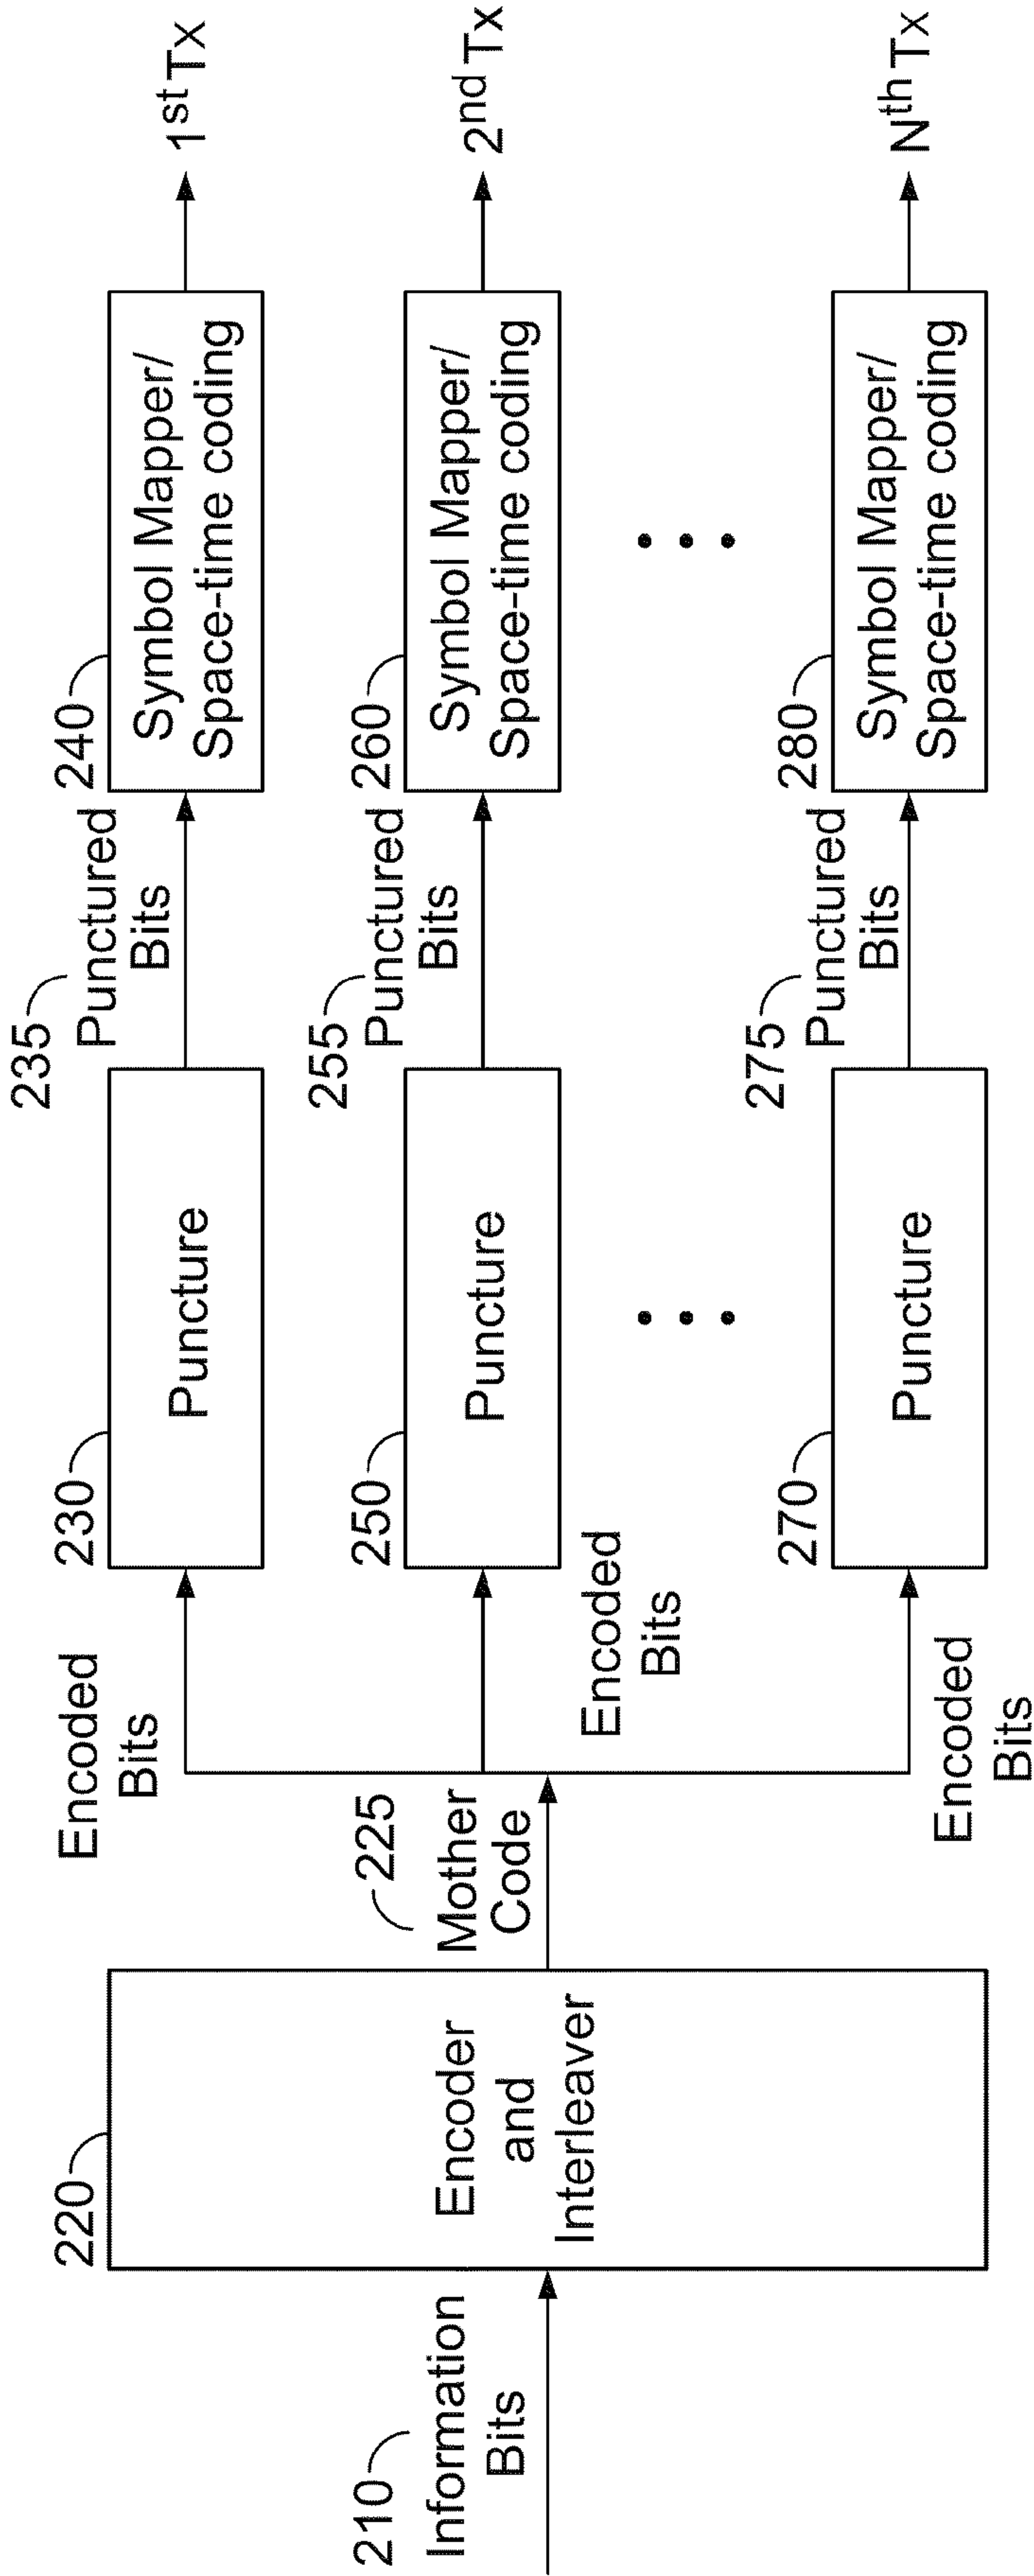 210
Information
Bits
220
Encoder
and
Interleaver
225
Mother
Code
Encoded
Bits
230
Puncture
235
Punctured
Bits
240
Symbol Mapper/
Space-time coding
1st Tx
Encoded
Bits
250
Puncture
255
Punctured
Bits
260
Symbol Mapper/
Space-time coding
2nd Tx
Encoded
Bits
270
Puncture
275
Punctured
Bits
280
Symbol Mapper/
Space-time coding
Nth Tx